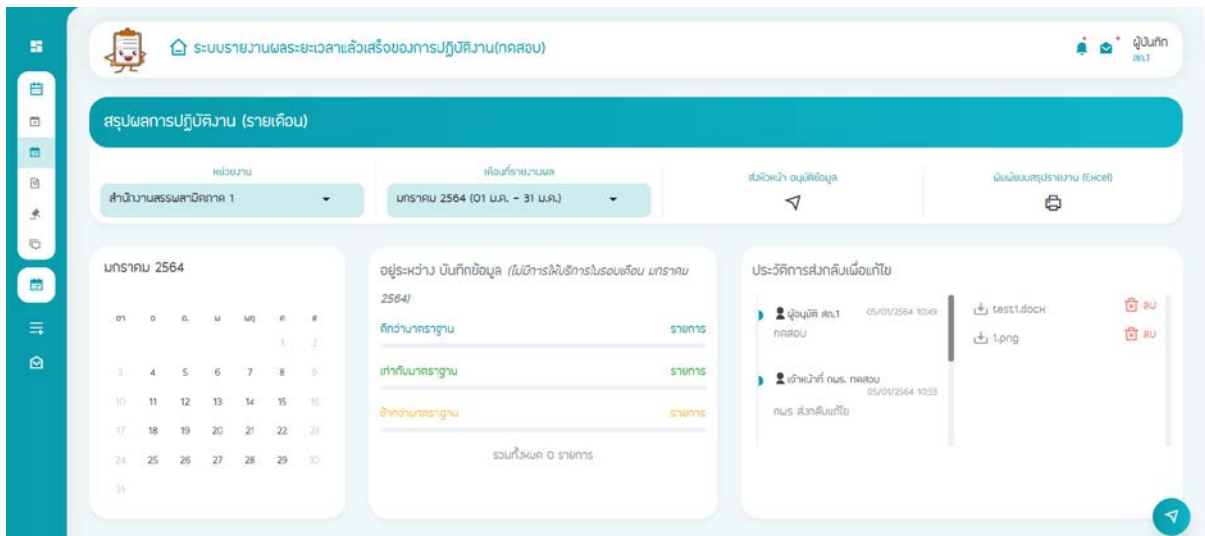 ระบบรายงานผลระยะเวลาแล้วเสร็จของการปฏิบัติงาน(ทดสอบ)
ผู้บันทึก
สภ.1
สรุปผลการปฏิบัติงาน (รายเดือน)
หน่วยงาน
เดือนที่รายงานผล
ส่งหัวหน้า อนุมัติข้อมูล
พิมพ์แบบสรุปรายงาน (Excel)
สำนักงานสรรพสามิตภาค 1
มกราคม 2564 (01 ม.ค. - 31 ม.ค.)
มกราคม 2564
อา จ อ. พ พฤ ศ ส
1 2
3 4 5 6 7 8 9
10 11 12 13 14 15 16
17 18 19 20 21 22 23
24 25 26 27 28 29 30
31
อยู่ระหว่าง บันทึกข้อมูล (ไม่มีการให้บริการในรอบเดือน มกราคม
2564)
ดีกว่ามาตราฐาน รายการ
เท่ากับมาตราฐาน รายการ
ช้ากว่ามาตราฐาน รายการ
รวมทั้งหมด 0 รายการ
ประวัติการส่งกลับเพื่อแก้ไข
ผู้อนุมัติ สภ.1 05/01/2564 10:49
ทดสอบ
เจ้าหน้าที่ กพร. ทดสอบ
05/01/2564 10:33
กพร ส่งกลับแก้ไข
test1.docx ลบ
1.png ลบ